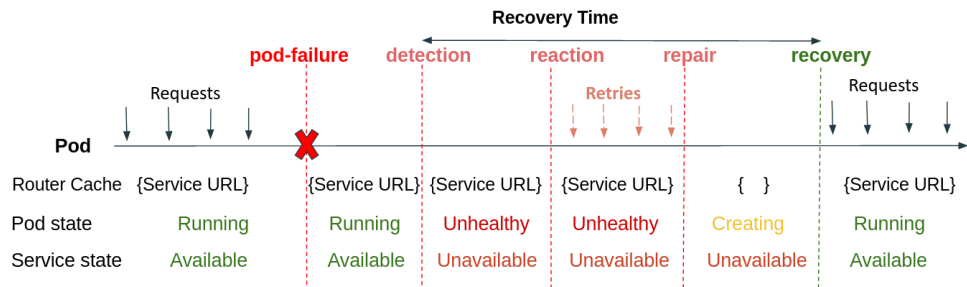 Recovery Time
pod-failure detection reaction repair recovery
Requests Retries Requests
Pod
Router Cache {Service URL} {Service URL} {Service URL} {Service URL} { } {Service URL}
Pod state Running Running Unhealthy Unhealthy Creating Running
Service state Available Available Unavailable Unavailable Unavailable Available